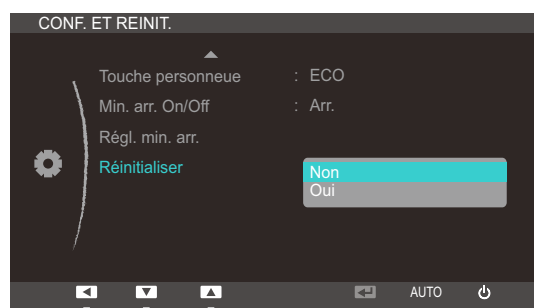 CONF. ET REINIT.
Touche personneue : ECO
Min. arr. On/Off : Arr.
Régl. min. arr.
Réinitialiser
Non
Oui
AUTO